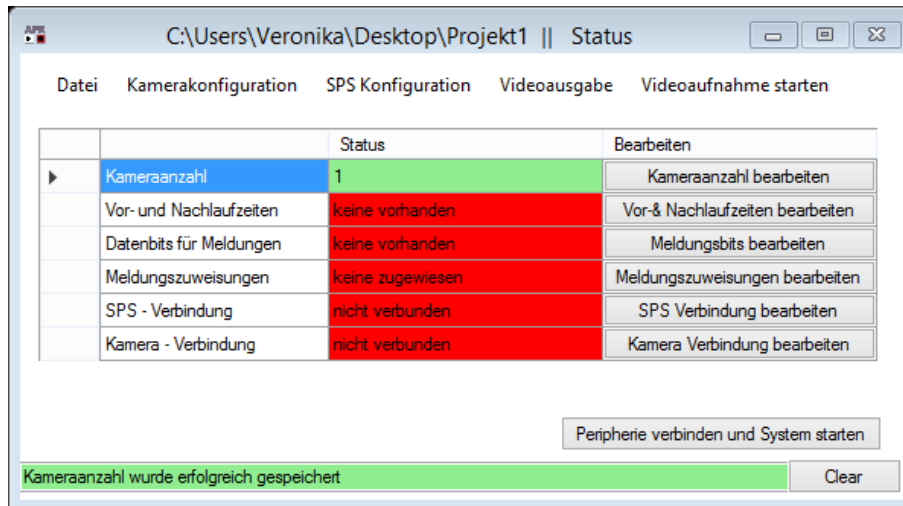 C:\Users\Veronika\Desktop\Projekt1 || Status
Datei Kamerakonfiguration SPS Konfiguration Videoausgabe Videoaufnahme starten
Status Bearbeiten
Kameraanzahl 1 Kameraanzahl bearbeiten
Vor- und Nachlaufzeiten keine vorhanden Vor-& Nachlaufzeiten bearbeiten
Datenbits für Meldungen keine vorhanden Meldungsbits bearbeiten
Meldungszuweisungen keine zugewiesen Meldungszuweisungen bearbeiten
SPS - Verbindung nicht verbunden SPS Verbindung bearbeiten
Kamera - Verbindung nicht verbunden Kamera Verbindung bearbeiten
Peripherie verbinden und System starten
Kameraanzahl wurde erfolgreich gespeichert Clear